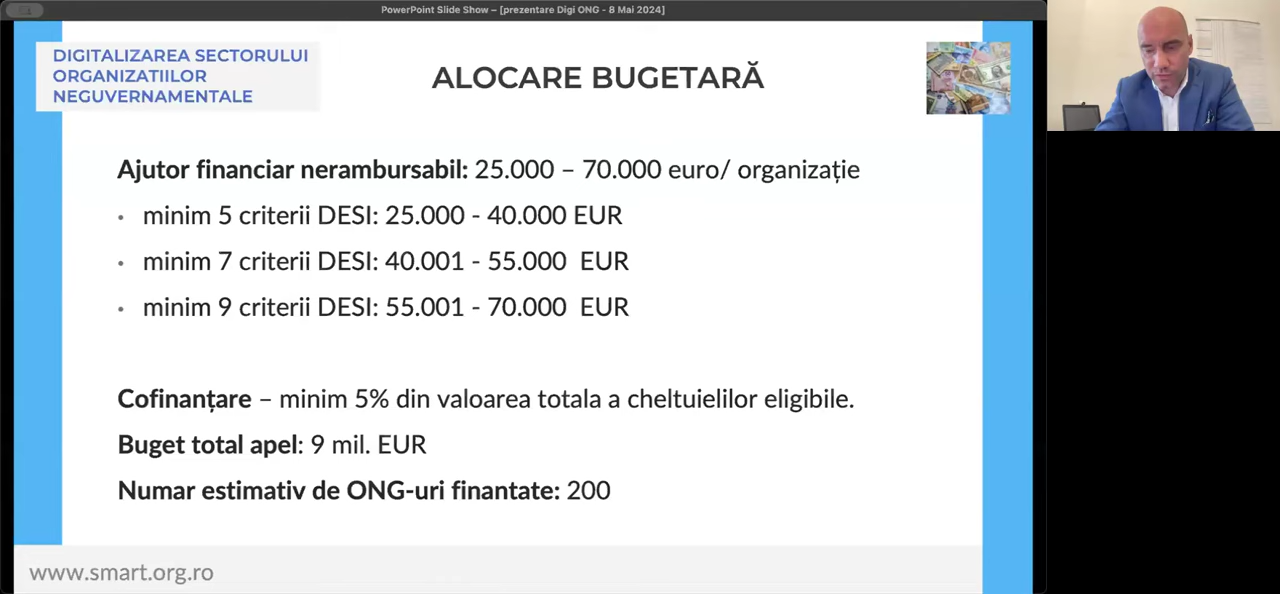 PowerPoint Slide Show – [prezentare Digi ONG - 8 Mai 2024]
DIGITALIZAREA SECTORULUI
ORGANIZATIILOR
NEGUVERNAMENTALE
ALOCARE BUGETARĂ
Ajutor financiar nerambursabil: 25.000 – 70.000 euro/ organizație
• minim 5 criterii DESI: 25.000 - 40.000 EUR
• minim 7 criterii DESI: 40.001 - 55.000 EUR
• minim 9 criterii DESI: 55.001 - 70.000 EUR
Cofinanțare – minim 5% din valoarea totala a cheltuielilor eligibile.
Buget total apel: 9 mil. EUR
Numar estimativ de ONG-uri finantate: 200
www.smart.org.ro